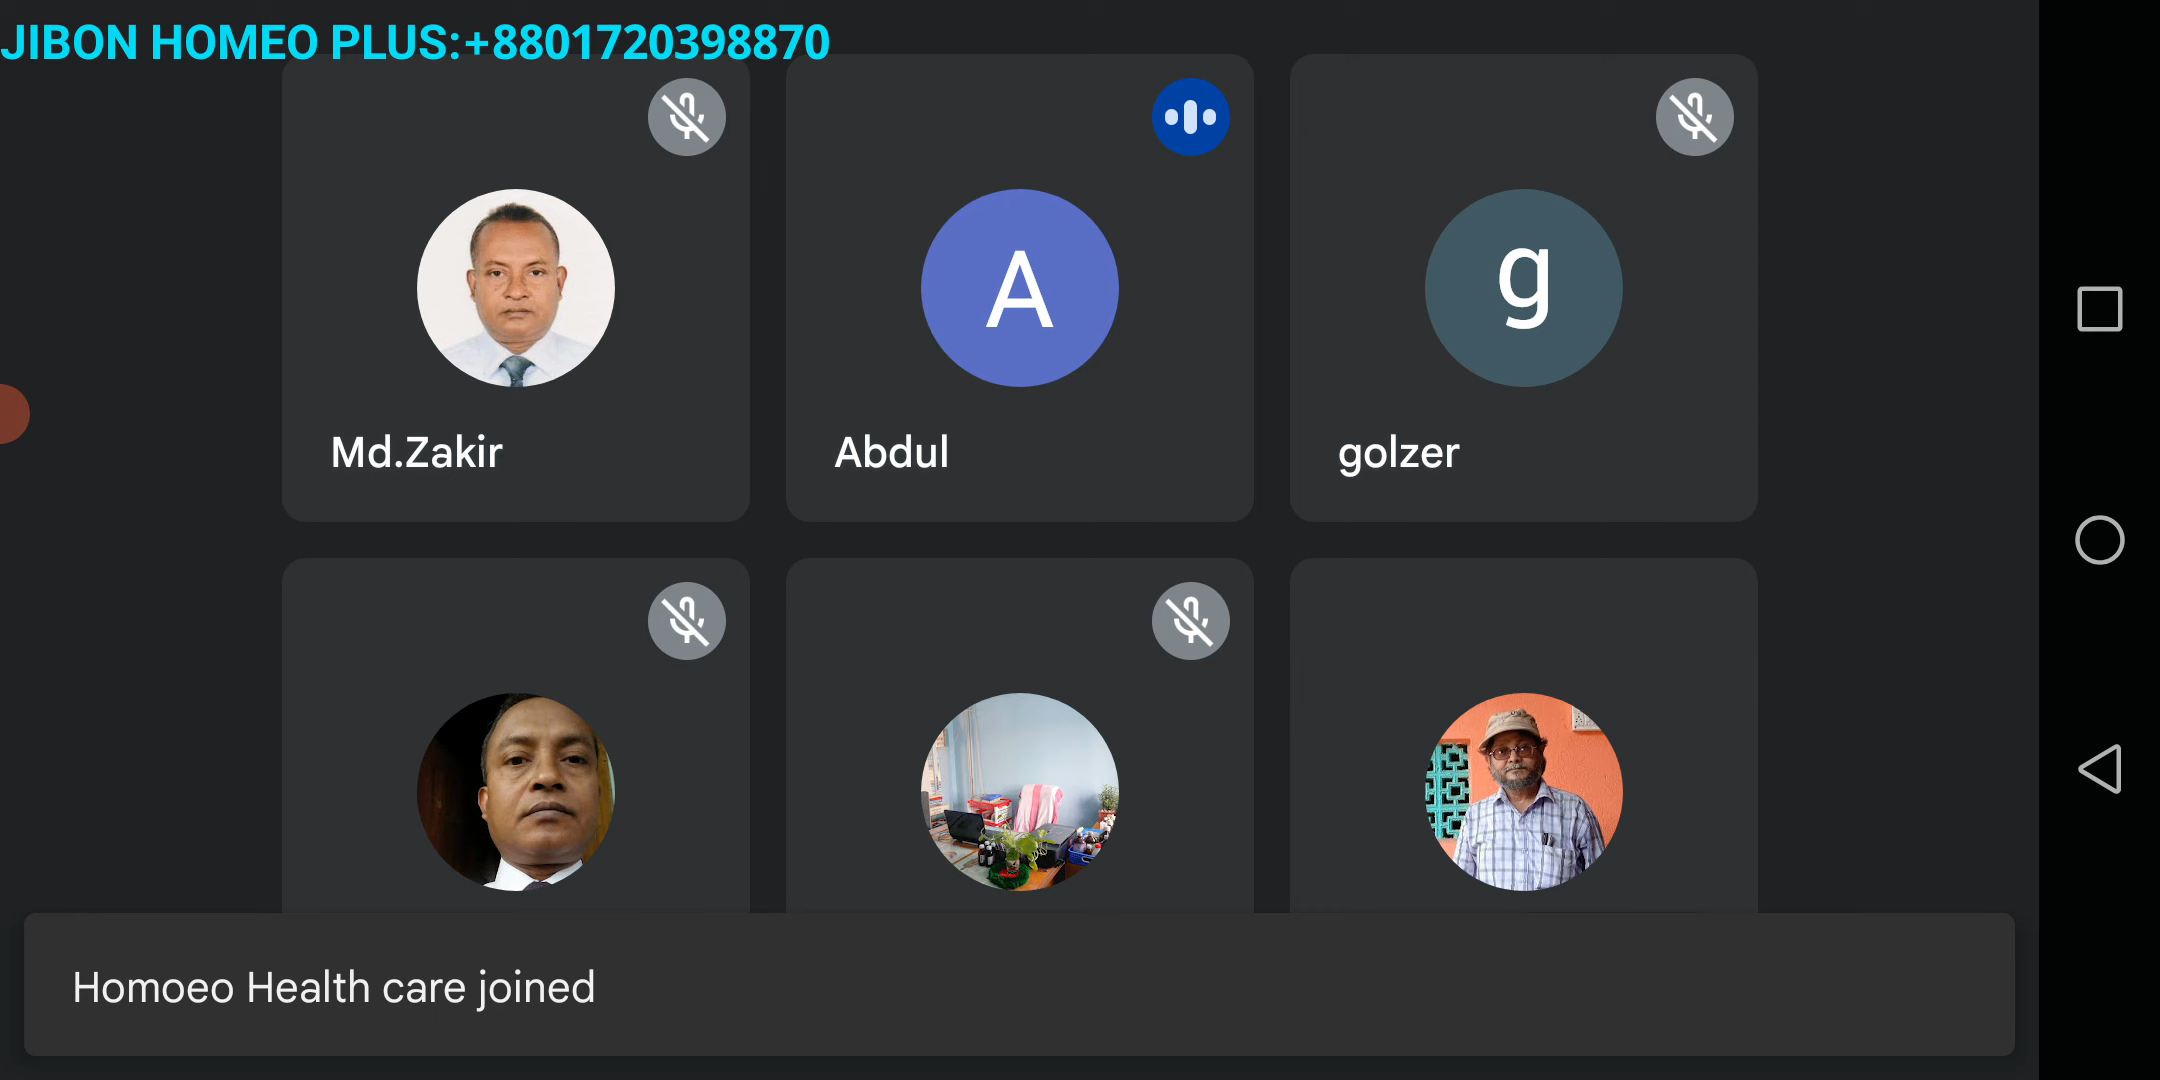 JIBON HOMEO PLUS:+8801720398870
A
g
Md.Zakir
Abdul
golzer
Homoeo Health care joined